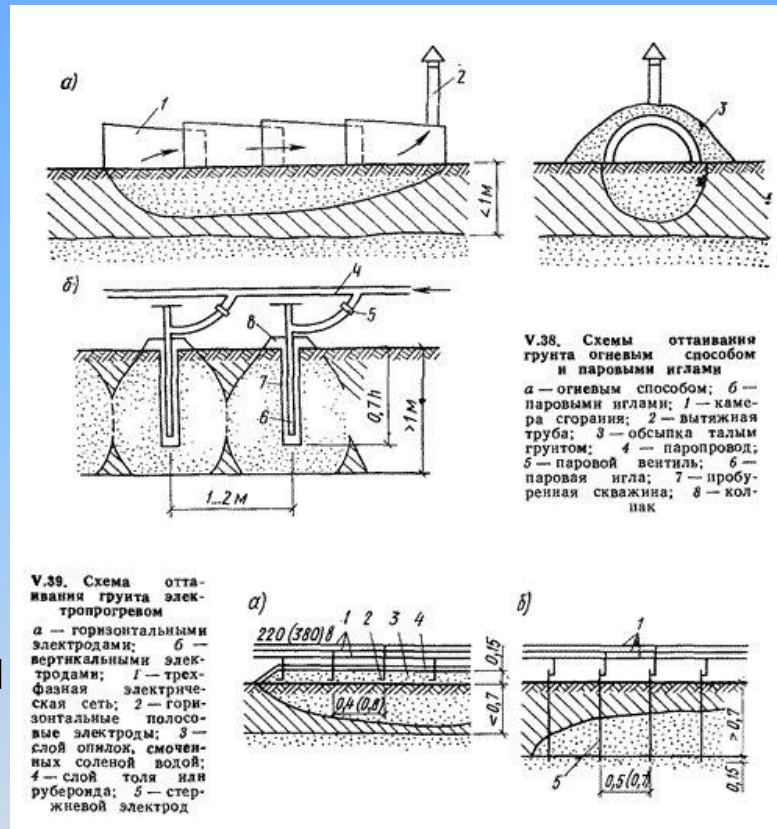 а)
1
2
3
< 1 м
б)
4
5
8
7
6
0,7h
>1 м
1...2 м
V.38. Схемы оттаивания
грунта огневым способом
и паровыми иглами
а — огневым способом; б —
паровыми иглами; 1 — каме-
ра сгорания; 2 — вытяжная
труба; 3 — обсыпка талым
грунтом; 4 — паропровод;
5 — паровой вентиль; 6 —
паровая игла; 7 — пробу-
ренная скважина; 8 — кол-
пак
V.39. Схема отта-
ивания грунта элек-
тропрогревом
а — горизонтальными
электродами; б —
вертикальными элек-
тродами; 1 — трех-
фазная электриче-
ская сеть; 2 — гори-
зонтальные полосо-
вые электроды; 3 —
слой опилок, смочен-
ных соленой водой;
4 — слой толя или
рубероида; 5 — стер-
жневой электрод
а)
1 2 3 4
220 (380) в
0,15
0,4 (0,8)
< 0,7
б)
1
> 0,7
5
0,5 (0,7)
0,15